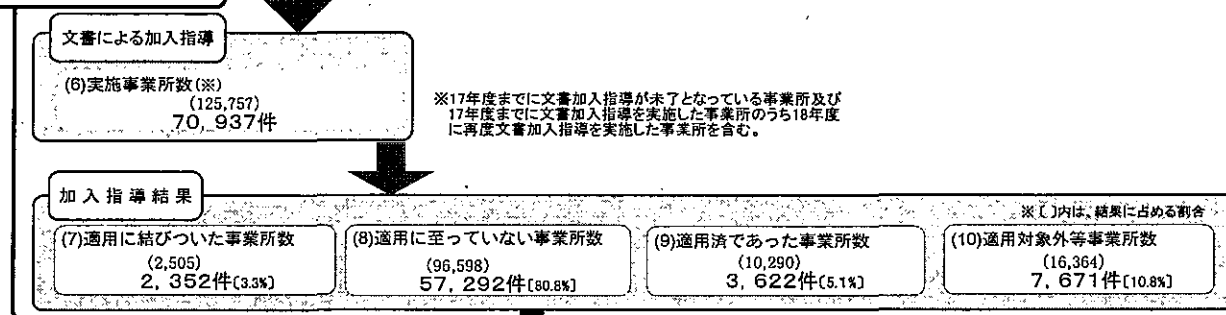 文書による加入指導
(6)実施事業所数(※)
(125,757)
70,937件
※17年度までに文書加入指導が未了となっている事業所及び
17年度までに文書加入指導を実施した事業所のうち18年度
に再度文書加入指導を実施した事業所を含む。
加入指導結果
※〔 〕内は、結果に占める割合
(7)適用に結びついた事業所数
(2,505)
2,352件〔3.3%〕
(8)適用に至っていない事業所数
(96,598)
57,292件〔80.8%〕
(9)適用済であった事業所数
(10,290)
3,622件〔5.1%〕
(10)適用対象外等事業所数
(16,364)
7,671件〔10.8%〕